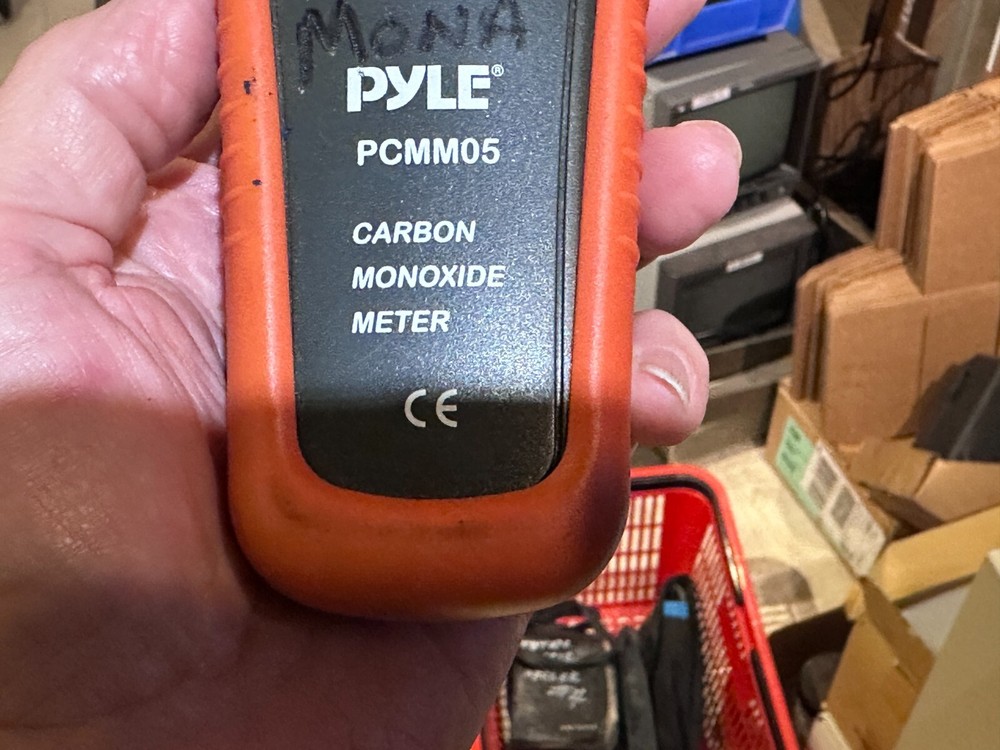 MONA
PYLE®
PCMM05
CARBON
MONOXIDE
METER
CE